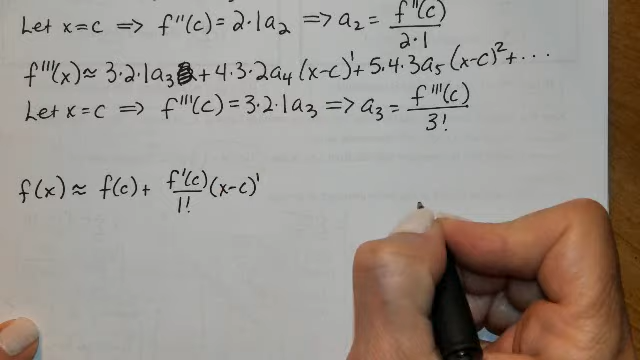 Let x=c ⟹ f''(c) = 2·1a₂ ⟹ a₂ = f''(c)/2·1
f'''(x) ≈ 3·2·1a₃ + 4·3·2a₄(x-c)¹ + 5·4·3a₅(x-c)² + ···
Let x=c ⟹ f'''(c) = 3·2·1a₃ ⟹ a₃ = f'''(c)/3!
f(x) ≈ f(c) + f'(c)/1! (x-c)¹